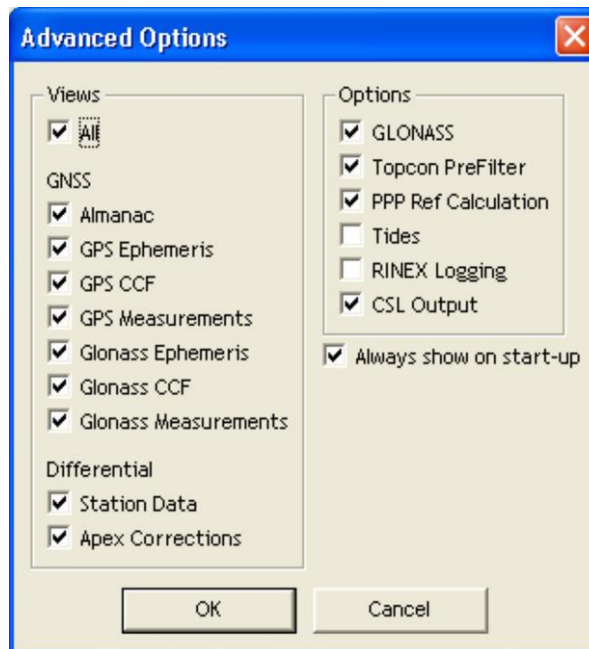 Advanced Options
Views
All
GNSS
Almanac
GPS Ephemeris
GPS CCF
GPS Measurements
Glonass Ephemeris
Glonass CCF
Glonass Measurements
Differential
Station Data
Apex Corrections
Options
GLONASS
Topcon PreFilter
PPP Ref Calculation
Tides
RINEX Logging
CSL Output
Always show on start-up
OK
Cancel